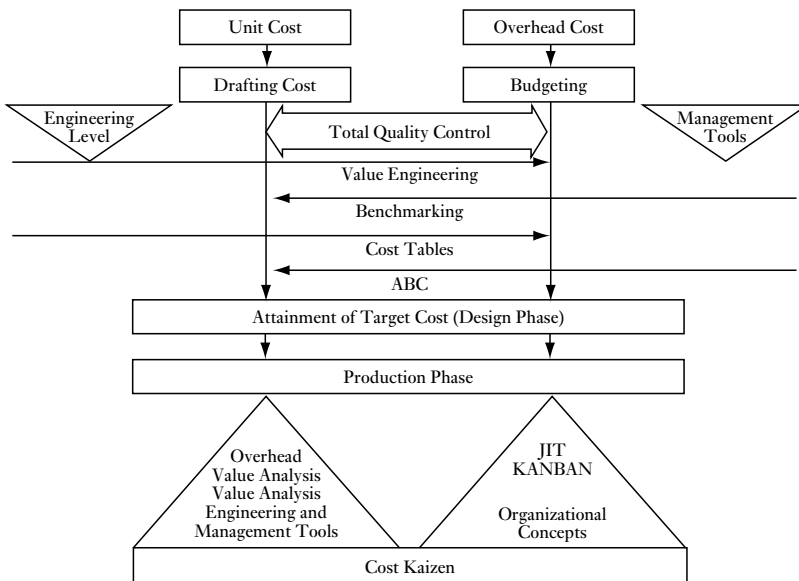 Unit Cost
Overhead Cost
Drafting Cost
Budgeting
Engineering
Level
Total Quality Control
Management
Tools
Value Engineering
Benchmarking
Cost Tables
ABC
Attainment of Target Cost (Design Phase)
Production Phase
Overhead
Value Analysis
Value Analysis
Engineering and
Management Tools
JIT
KANBAN
Organizational
Concepts
Cost Kaizen